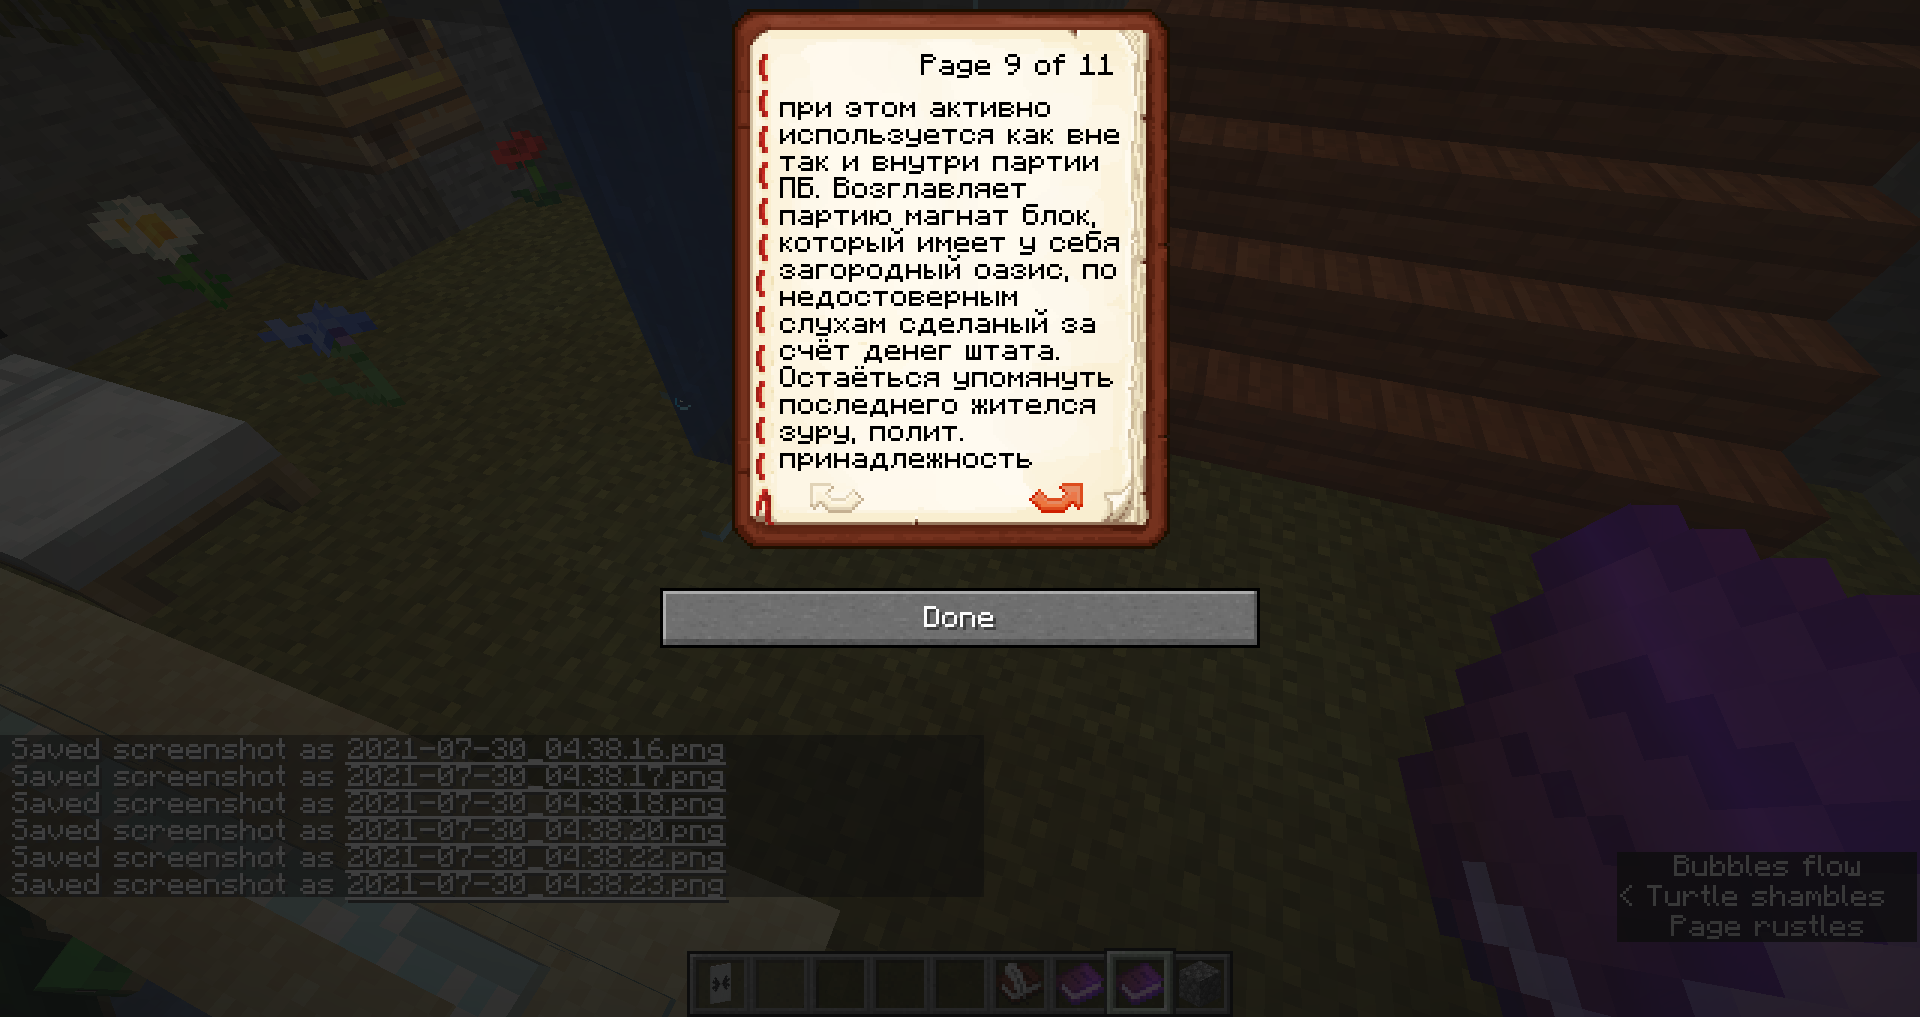 Page 9 of 11
при этом активно
используется как вне
так и внутри партии
ПБ. Возглавляет
партию магнат блок,
который имеет у себя
загородный оазис, по
недостоверным
слухам сделаный за
счёт денег штата.
Остаёться упомянуть
последнего жителся
зуру, полит.
принадлежность
Done
Saved screenshot as 2021-07-30_04.38.16.png
Saved screenshot as 2021-07-30_04.38.17.png
Saved screenshot as 2021-07-30_04.38.18.png
Saved screenshot as 2021-07-30_04.38.20.png
Saved screenshot as 2021-07-30_04.38.22.png
Saved screenshot as 2021-07-30_04.38.23.png
Bubbles flow
< Turtle shambles
Page rustles